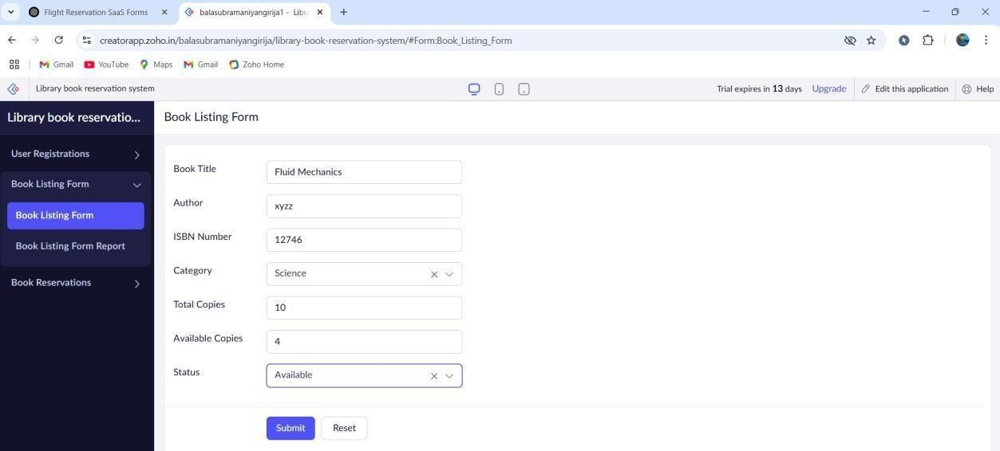 Flight Reservation SaaS Forms
balasubramaniyangirija1 - Libra
creatorapp.zoho.in/balasubramaniyangirija/library-book-reservation-system/#Form:Book_Listing_Form
Gmail YouTube Maps Gmail Zoho Home
Library book reservation system
Trial expires in 13 days Upgrade Edit this application Help
Library book reservatio...
Book Listing Form
User Registrations
Book Listing Form
Book Listing Form
Book Listing Form Report
Book Reservations
Book Title Fluid Mechanics
Author xyzz
ISBN Number 12746
Category Science
Total Copies 10
Available Copies 4
Status Available
Submit Reset